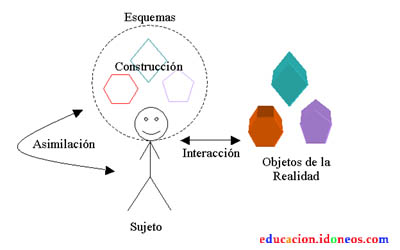 Esquemas
Construcción
Asimilación
Interacción
Objetos de la
Realidad
Sujeto
educacion.idoneos.com